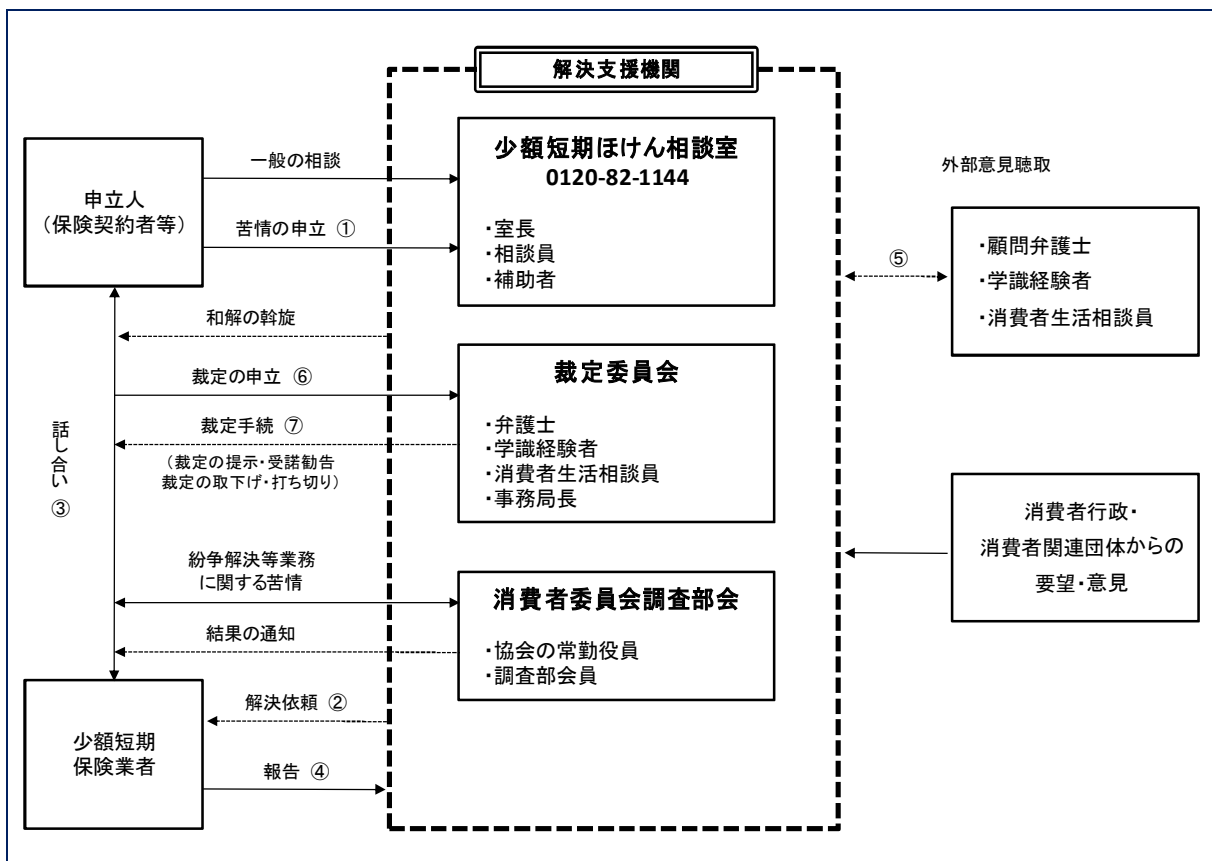 解決支援機関
少額短期ほけん相談室
0120-82-1144
・室長
・相談員
・補助者
申立人
（保険契約者等）
一般の相談
苦情の申立 ①
和解の斡旋
裁定の申立 ⑥
裁定手続 ⑦
（裁定の提示・受諾勧告
裁定の取下げ・打ち切り）
話し合い ③
裁定委員会
・弁護士
・学識経験者
・消費者生活相談員
・事務局長
紛争解決等業務
に関する苦情
結果の通知
消費者委員会調査部会
・協会の常勤役員
・調査部会員
解決依頼 ②
報告 ④
少額短期
保険業者
外部意見聴取
⑤
・顧問弁護士
・学識経験者
・消費者生活相談員
消費者行政・
消費者関連団体からの
要望・意見